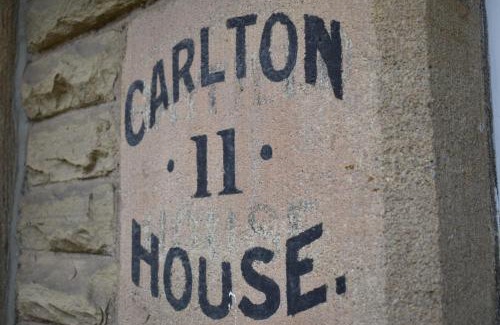 CARLTON
· 11 ·
HOUSE.